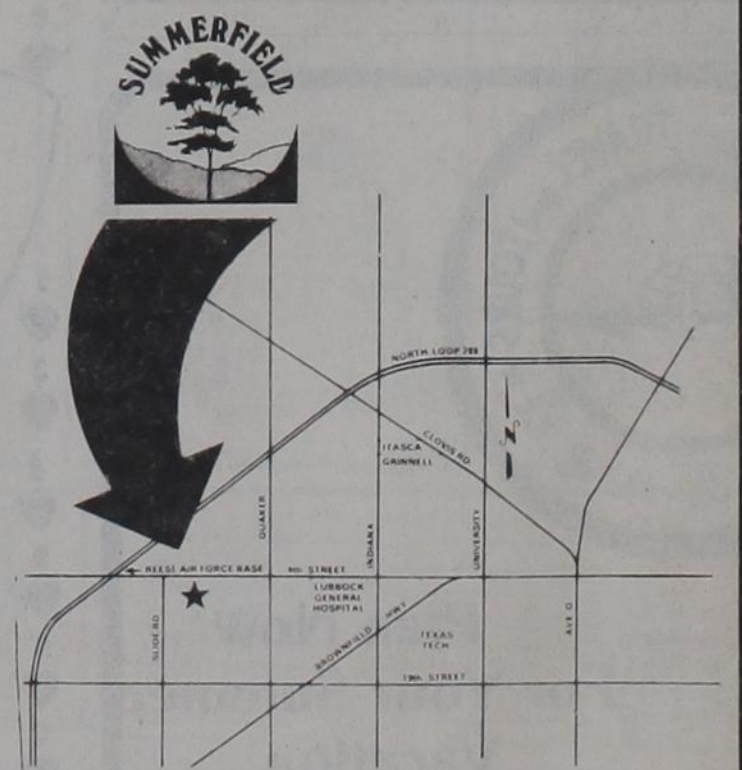 SUMMERFIELD
NORTH LOOP 289
CLOVIS RD
ITASCA
GRINNELL
N
QUAKER
INDIANA
UNIVERSITY
REESE AIR FORCE BASE
4th STREET
LUBBOCK
GENERAL
HOSPITAL
SLIDE RD
BROWNFIELD HWY
TEXAS
TECH
AVE Q
19th STREET